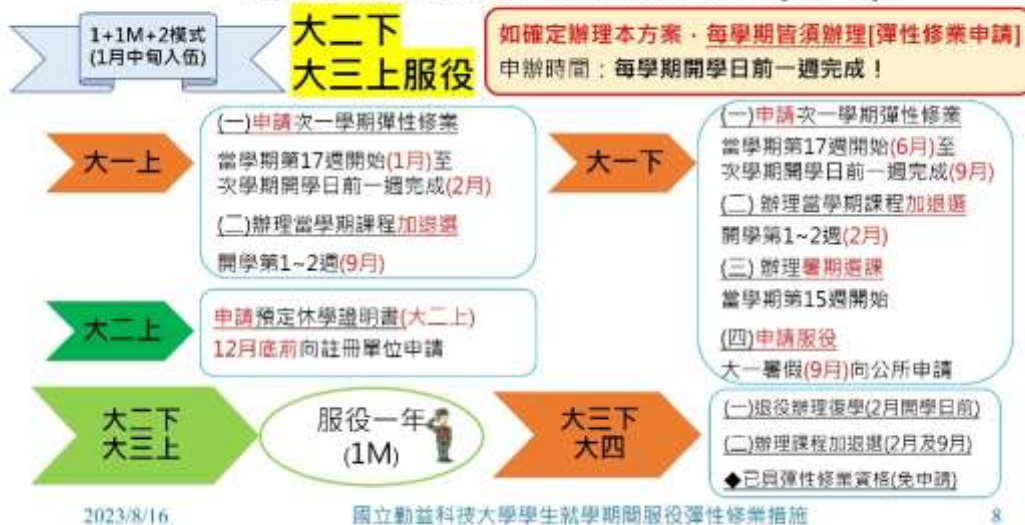 1+1M+2模式
(1月中旬入伍)
大二下
大三上服役
如確定辦理本方案，每學期皆須辦理[彈性修業申請]
申辦時間：每學期開學日前一週完成！
大一上
(一)申請次一學期彈性修業
當學期第17週開始(1月)至
次學期開學日前一週完成(2月)
(二)辦理當學期課程加退選
開學第1~2週(9月)
大一下
(一)申請次一學期彈性修業
當學期第17週開始(6月)至
次學期開學日前一週完成(9月)
(二) 辦理當學期課程加退選
開學第1~2週(2月)
(三) 辦理暑期選課
當學期第15週開始
(四)申請服役
大一暑假(9月)向公所申請
大二上
申請預定休學證明書(大二上)
12月底前向註冊單位申請
大二下
大三上
服役一年
(1M)
大三下
大四
(一)退役辦理復學(2月開學日前)
(二)辦理課程加退選(2月及9月)
◆已具彈性修業資格(免申請)
2023/8/16
國立勤益科技大學學生就學期間服役彈性修業措施
8